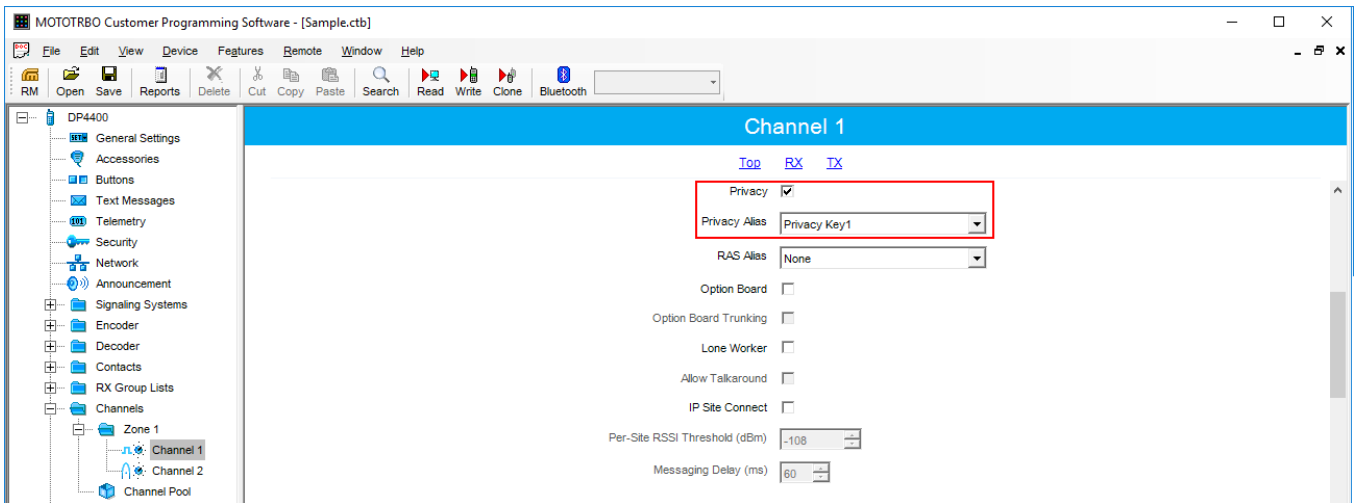 MOTOTRBO Customer Programming Software - [Sample.ctb]
File Edit View Device Features Remote Window Help
RM Open Save Reports Delete Cut Copy Paste Search Read Write Clone Bluetooth
DP4400
General Settings
Accessories
Buttons
Text Messages
Telemetry
Security
Network
Announcement
Signaling Systems
Encoder
Decoder
Contacts
RX Group Lists
Channels
Zone 1
Channel 1
Channel 2
Channel Pool
Channel 1
Top RX TX
Privacy
Privacy Alias Privacy Key1
RAS Alias None
Option Board
Option Board Trunking
Lone Worker
Allow Talkaround
IP Site Connect
Per-Site RSSI Threshold (dBm) -108
Messaging Delay (ms) 60